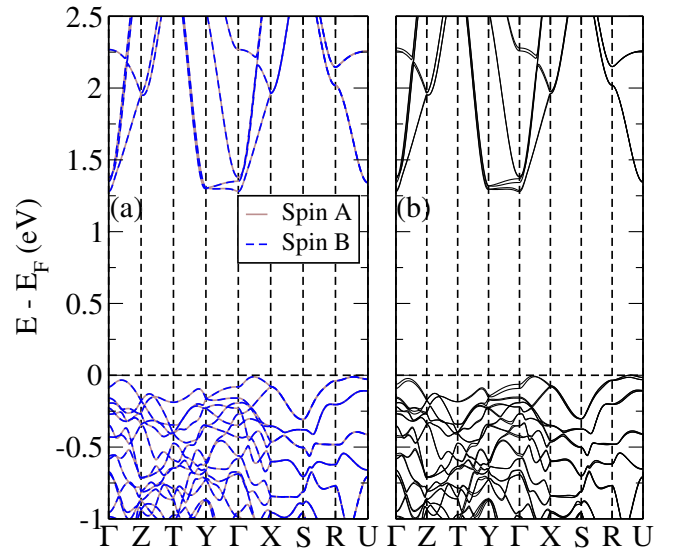 2.5
2
1.5
1
0.5
0
-0.5
-1
E - E_F (eV)
(a)
Spin A
Spin B
(b)
Γ Z T Y Γ X S R U
Γ Z T Y Γ X S R U